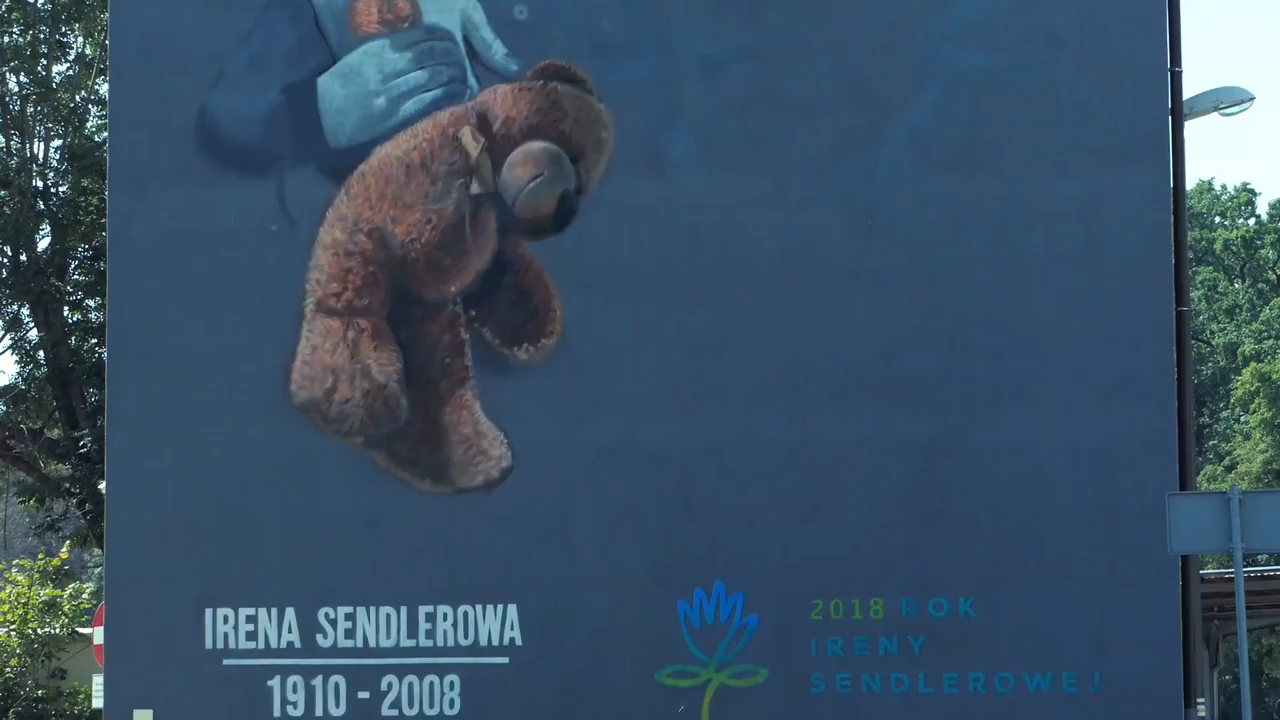 IRENA SENDLEROWA
1910 - 2008
2018 ROK
IRENY
SENDLEROWEJ